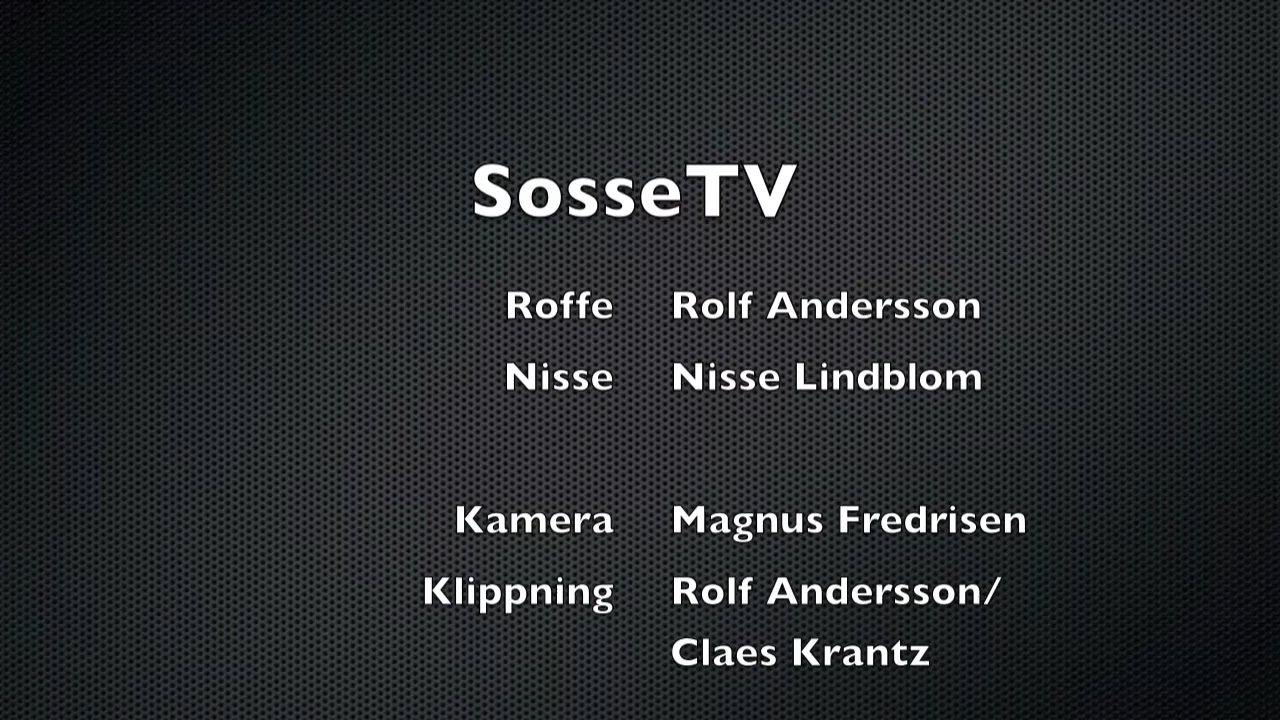 SosseTV
Roffe Rolf Andersson
Nisse Nisse Lindblom
Kamera Magnus Fredrisen
Klippning Rolf Andersson/
Claes Krantz